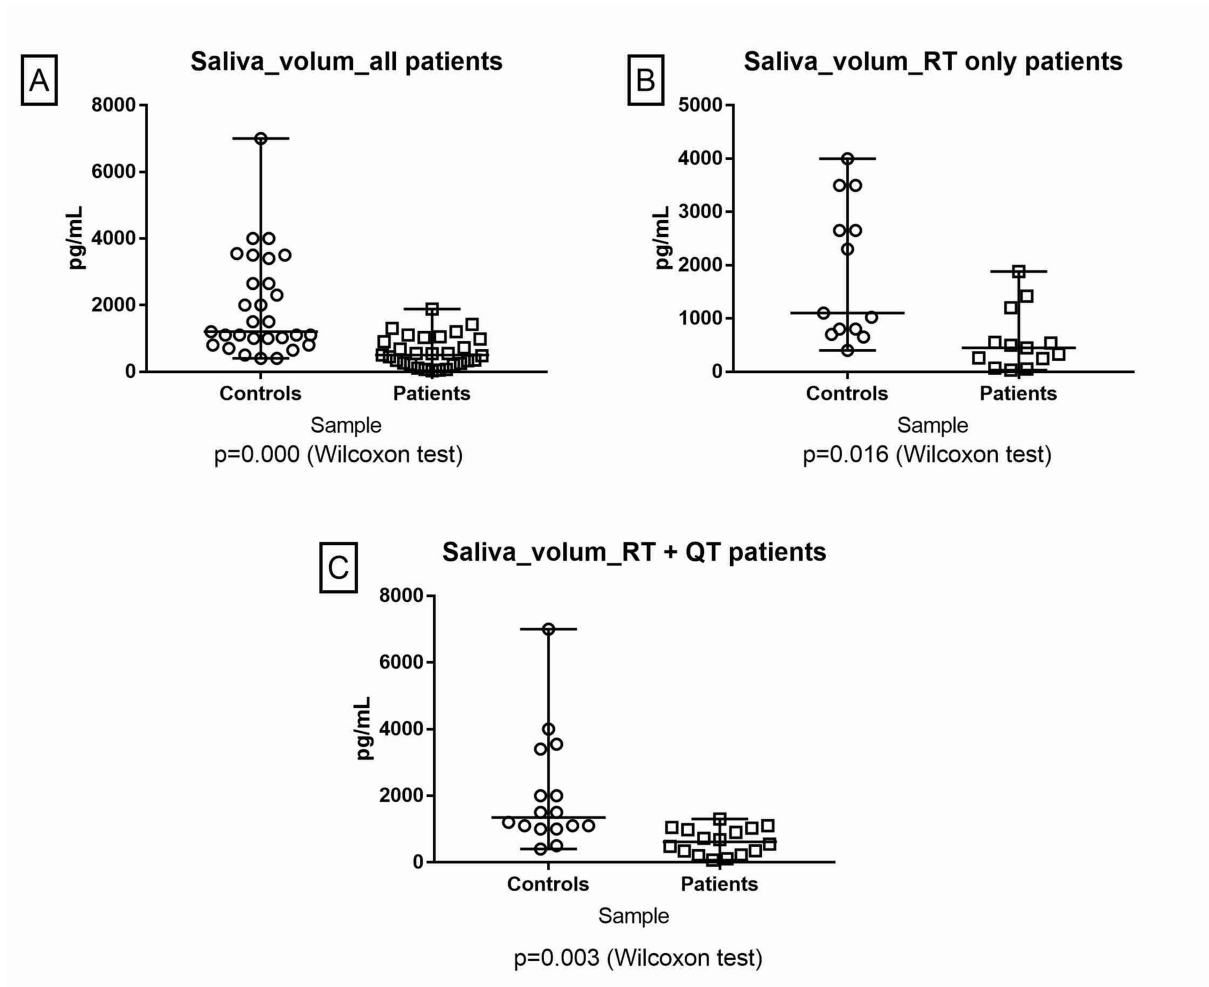 A
Saliva_volum_all patients
8000
6000
4000
2000
0
pg/mL
Controls
Patients
Sample
p=0.000 (Wilcoxon test)
B
Saliva_volum_RT only patients
5000
4000
3000
2000
1000
0
pg/mL
Controls
Patients
Sample
p=0.016 (Wilcoxon test)
C
Saliva_volum_RT + QT patients
8000
6000
4000
2000
0
pg/mL
Controls
Patients
Sample
p=0.003 (Wilcoxon test)